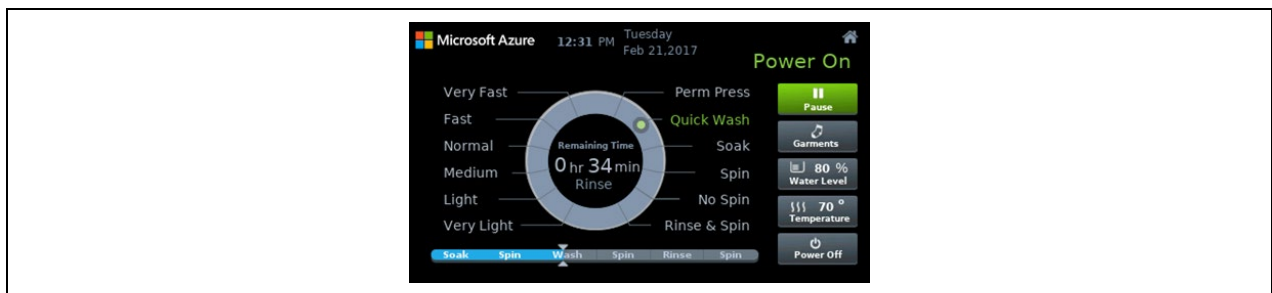 Microsoft Azure
12:31 PM
Tuesday
Feb 21,2017
Power On
Very Fast
Fast
Normal
Medium
Light
Very Light
Remaining Time
0 hr 34 min
Rinse
Perm Press
Quick Wash
Soak
Spin
No Spin
Rinse & Spin
Pause
Garments
80 %
Water Level
70 °
Temperature
Power Off
Soak Spin Wash Spin Rinse Spin